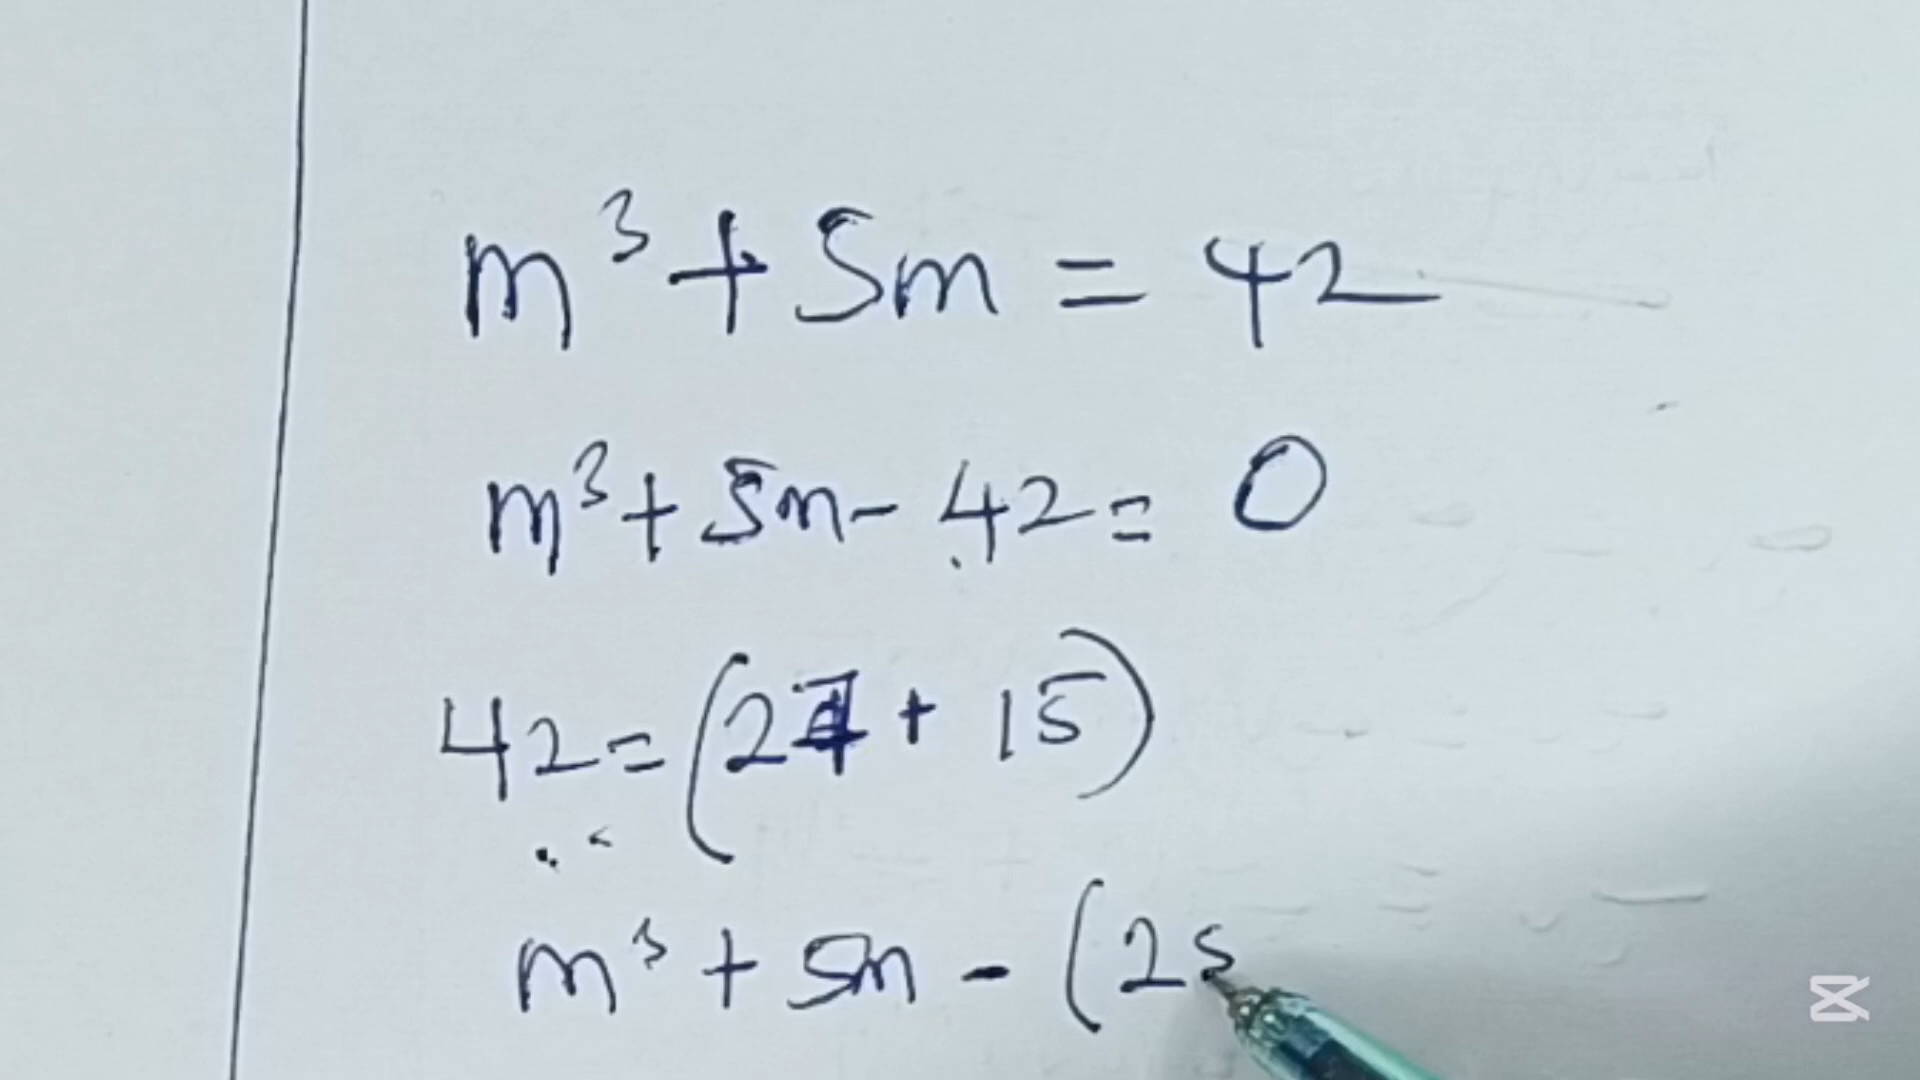 m³ + 5m = 42
m³ + 5m - 42 = 0
42 = (27 + 15)
m³ + 5m - (25